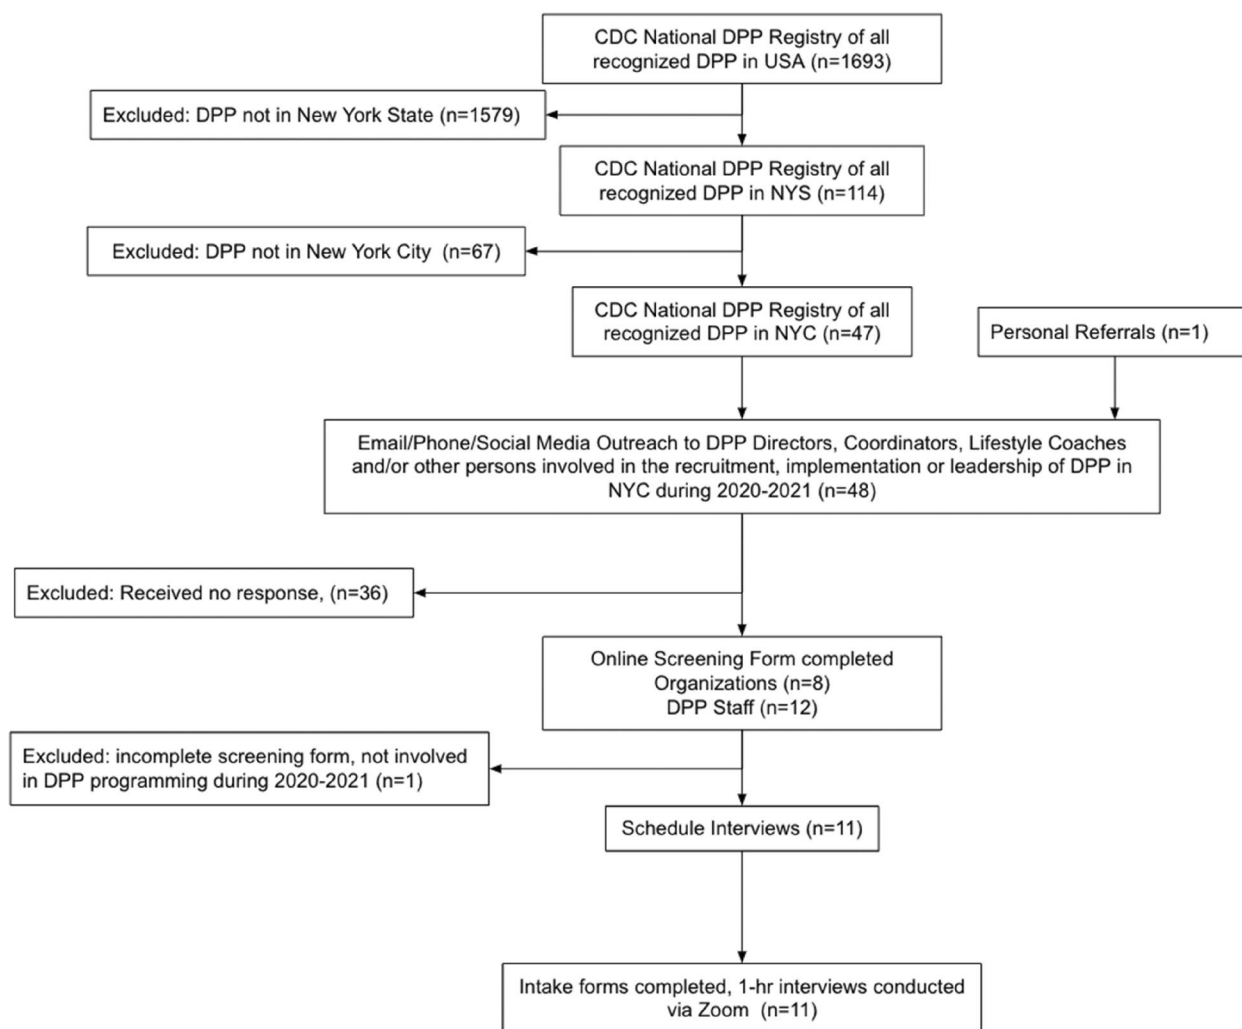 CDC National DPP Registry of all
recognized DPP in USA (n=1693)
Excluded: DPP not in New York State (n=1579)
CDC National DPP Registry of all
recognized DPP in NYS (n=114)
Excluded: DPP not in New York City (n=67)
CDC National DPP Registry of all
recognized DPP in NYC (n=47)
Personal Referrals (n=1)
Email/Phone/Social Media Outreach to DPP Directors, Coordinators, Lifestyle Coaches
and/or other persons involved in the recruitment, implementation or leadership of DPP in
NYC during 2020-2021 (n=48)
Excluded: Received no response, (n=36)
Online Screening Form completed
Organizations (n=8)
DPP Staff (n=12)
Excluded: incomplete screening form, not involved
in DPP programming during 2020-2021 (n=1)
Schedule Interviews (n=11)
Intake forms completed, 1-hr interviews conducted
via Zoom (n=11)